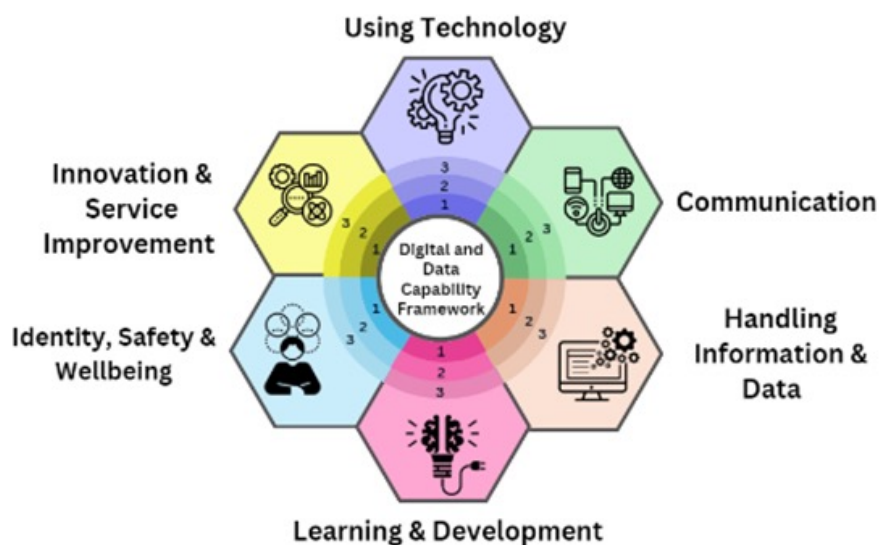 Using Technology
Innovation &
Service
Improvement
Communication
3
2
1
3
2
1
1
2
3
Digital and
Data
Capability
Framework
Identity, Safety &
Wellbeing
1
2
3
1
2
3
Handling
Information &
Data
1
2
3
Learning & Development